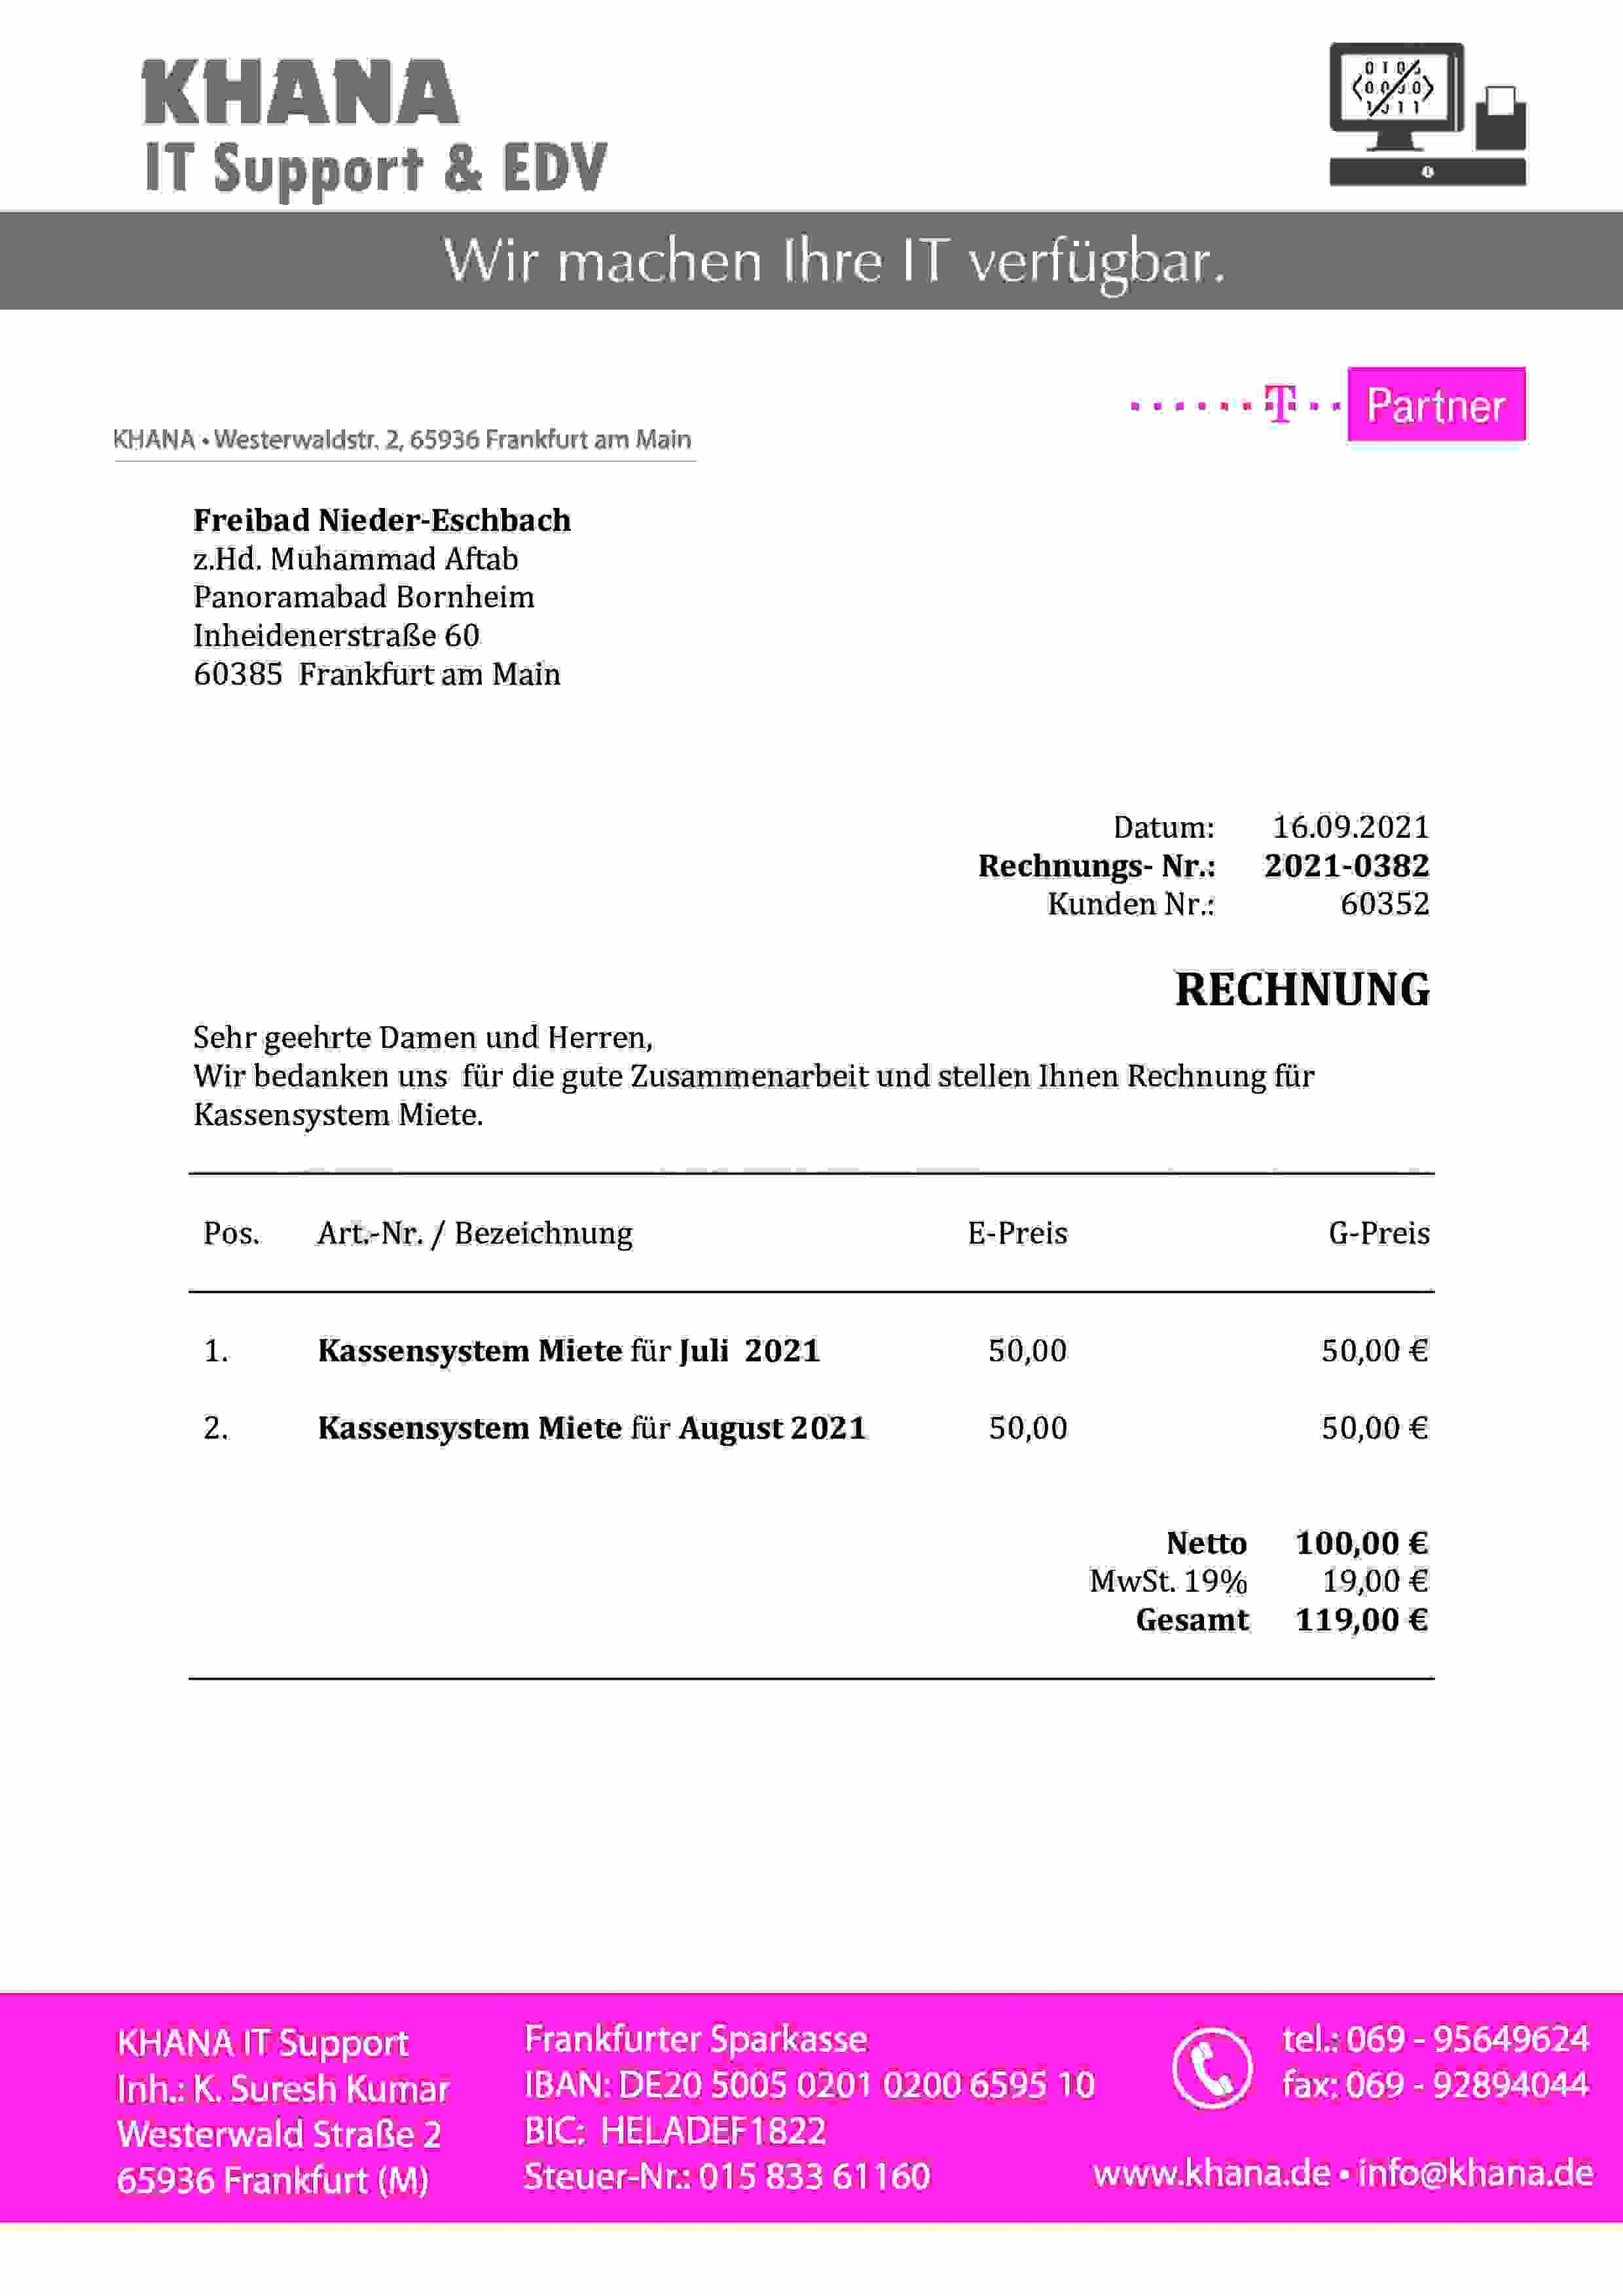 KHANA
IT Support & EDV
Wir machen Ihre IT verfügbar.
T Partner
KHANA • Westerwaldstr. 2, 65936 Frankfurt am Main
Freibad Nieder-Eschbach
z.Hd. Muhammad Aftab
Panoramabad Bornheim
Inheidenerstraße 60
60385 Frankfurt am Main
Datum: 16.09.2021
Rechnungs- Nr.: 2021-0382
Kunden Nr.: 60352
RECHNUNG
Sehr geehrte Damen und Herren,
Wir bedanken uns für die gute Zusammenarbeit und stellen Ihnen Rechnung für
Kassensystem Miete.
Pos. Art.-Nr. / Bezeichnung E-Preis G-Preis
1. Kassensystem Miete für Juli 2021 50,00 50,00 €
2. Kassensystem Miete für August 2021 50,00 50,00 €
Netto 100,00 €
MwSt. 19% 19,00 €
Gesamt 119,00 €
KHANA IT Support
Inh.: K. Suresh Kumar
Westerwald Straße 2
65936 Frankfurt (M)
Frankfurter Sparkasse
IBAN: DE20 5005 0201 0200 6595 10
BIC: HELADEF1822
Steuer-Nr.: 015 833 61160
tel.: 069 - 95649624
fax: 069 - 92894044
www.khana.de • info@khana.de